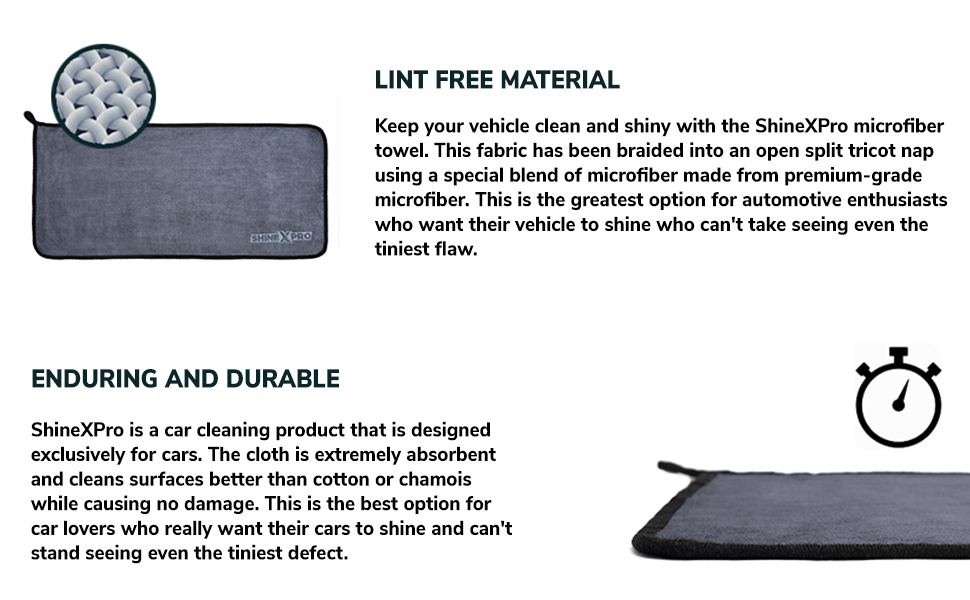 LINT FREE MATERIAL
Keep your vehicle clean and shiny with the ShineXPro microfiber
towel. This fabric has been braided into an open split tricot nap
using a special blend of microfiber made from premium-grade
microfiber. This is the greatest option for automotive enthusiasts
who want their vehicle to shine who can't take seeing even the
tiniest flaw.
SHINE X PRO
ENDURING AND DURABLE
ShineXPro is a car cleaning product that is designed
exclusively for cars. The cloth is extremely absorbent
and cleans surfaces better than cotton or chamois
while causing no damage. This is the best option for
car lovers who really want their cars to shine and can't
stand seeing even the tiniest defect.